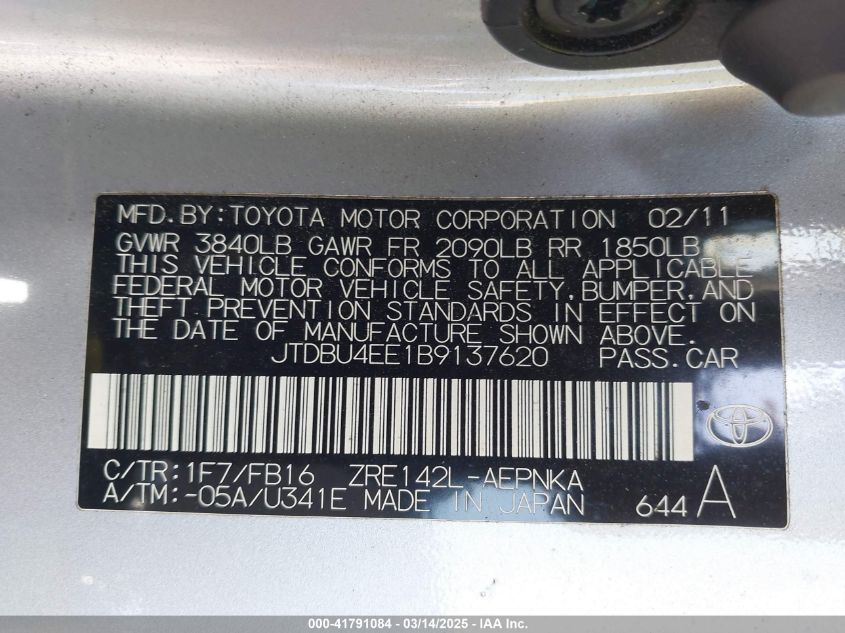 MFD.BY:TOYOTA MOTOR CORPORATION 02/11
GVWR 3840LB GAWR FR 2090LB RR 1850LB
THIS VEHICLE CONFORMS TO ALL APPLICABLE
FEDERAL MOTOR VEHICLE SAFETY,BUMPER,AND
THEFT PREVENTION STANDARDS IN EFFECT ON
THE DATE OF MANUFACTURE SHOWN ABOVE.
JTDBU4EE1B9137620 PASS.CAR
C/TR:1F7/FB16 ZRE142L-AEPNKA
A/TM:-05A/U341E MADE IN JAPAN 644 A
000-41791084 - 03/14/2025 - IAAI Inc.